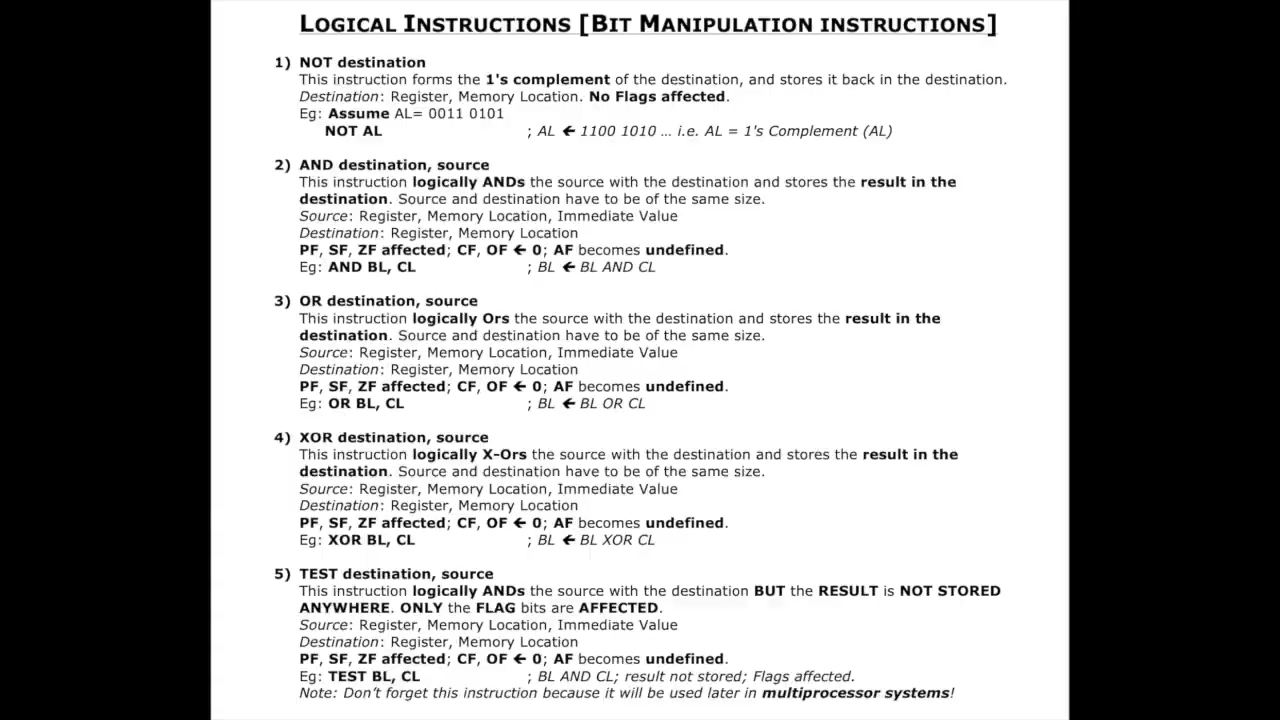 LOGICAL INSTRUCTIONS [BIT MANIPULATION INSTRUCTIONS]
1) NOT destination
This instruction forms the 1's complement of the destination, and stores it back in the destination.
Destination: Register, Memory Location. No Flags affected.
Eg: Assume AL= 0011 0101
NOT AL ; AL 🡸 1100 1010 … i.e. AL = 1's Complement (AL)
2) AND destination, source
This instruction logically ANDs the source with the destination and stores the result in the
destination. Source and destination have to be of the same size.
Source: Register, Memory Location, Immediate Value
Destination: Register, Memory Location
PF, SF, ZF affected; CF, OF 🡸 0; AF becomes undefined.
Eg: AND BL, CL ; BL 🡸 BL AND CL
3) OR destination, source
This instruction logically Ors the source with the destination and stores the result in the
destination. Source and destination have to be of the same size.
Source: Register, Memory Location, Immediate Value
Destination: Register, Memory Location
PF, SF, ZF affected; CF, OF 🡸 0; AF becomes undefined.
Eg: OR BL, CL ; BL 🡸 BL OR CL
4) XOR destination, source
This instruction logically X-Ors the source with the destination and stores the result in the
destination. Source and destination have to be of the same size.
Source: Register, Memory Location, Immediate Value
Destination: Register, Memory Location
PF, SF, ZF affected; CF, OF 🡸 0; AF becomes undefined.
Eg: XOR BL, CL ; BL 🡸 BL XOR CL
5) TEST destination, source
This instruction logically ANDs the source with the destination BUT the RESULT is NOT STORED
ANYWHERE. ONLY the FLAG bits are AFFECTED.
Source: Register, Memory Location, Immediate Value
Destination: Register, Memory Location
PF, SF, ZF affected; CF, OF 🡸 0; AF becomes undefined.
Eg: TEST BL, CL ; BL AND CL; result not stored; Flags affected.
Note: Don't forget this instruction because it will be used later in multiprocessor systems!